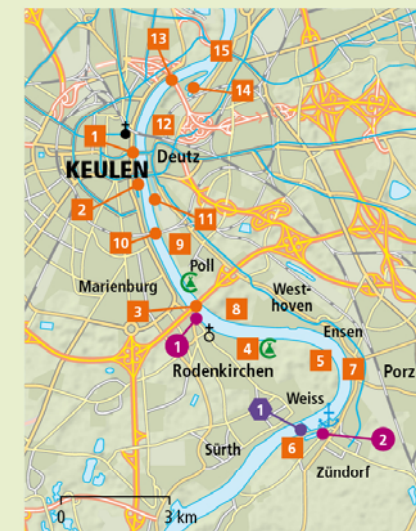 13
15
14
12
1
Deutz
KEULEN
2
11
10
9
Poll
Marienburg
West-
hoven
3
8
1
Ensen
4
5
7
Rodenkirchen
Porz
1
Weiss
2
Sürth
6
Zündorf
0 3 km